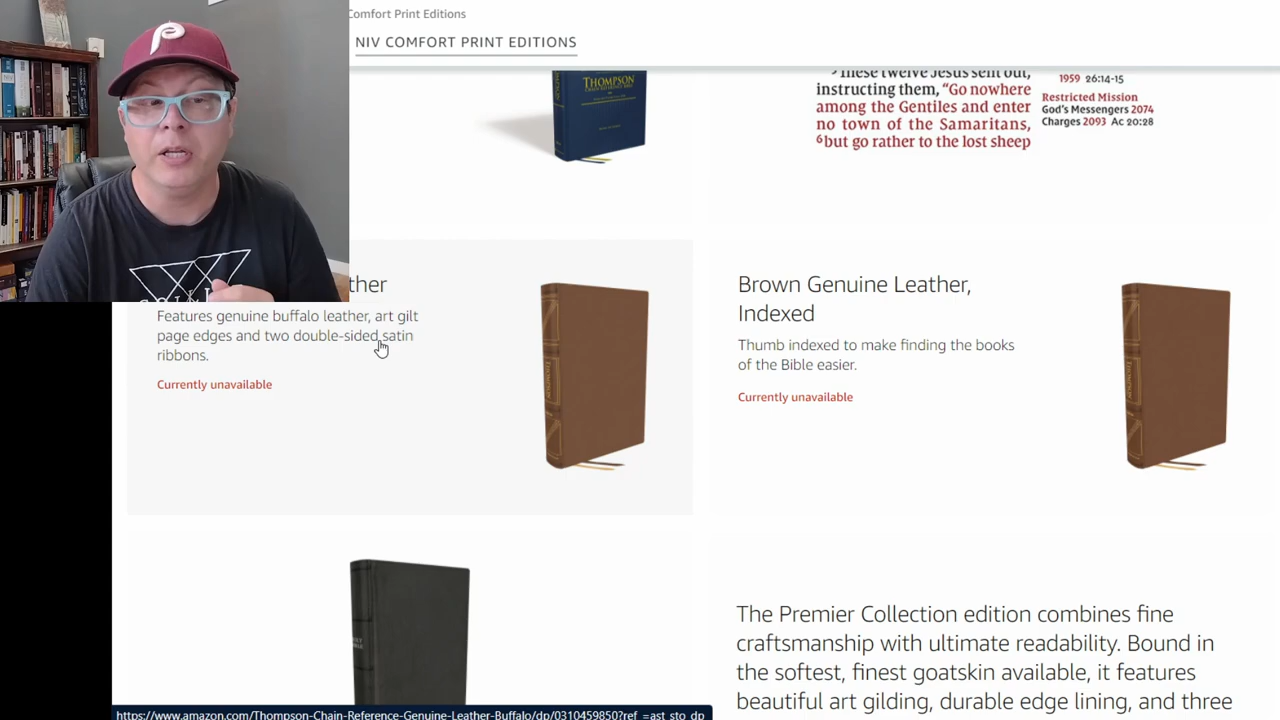 Comfort Print Editions
NIV COMFORT PRINT EDITIONS
THOMPSON
These twelve Jesus sent out,
instructing them, “Go nowhere
among the Gentiles and enter
no town of the Samaritans,
6but go rather to the lost sheep
1959 26:14-15
Restricted Mission
God's Messengers 2074
Charges 2093 Ac 20:28
ther
Features genuine buffalo leather, art gilt
page edges and two double-sided satin
ribbons.
Currently unavailable
THOMPSON
Brown Genuine Leather,
Indexed
Thumb indexed to make finding the books
of the Bible easier.
Currently unavailable
THOMPSON
HOLY
BIBLE
The Premier Collection edition combines fine
craftsmanship with ultimate readability. Bound in
the softest, finest goatskin available, it features
beautiful art gilding, durable edge lining, and three
https://www.amazon.com/Thompson-Chain-Reference-Genuine-Leather-Buffalo/dp/0310459850?ref_=ast_sto_dp